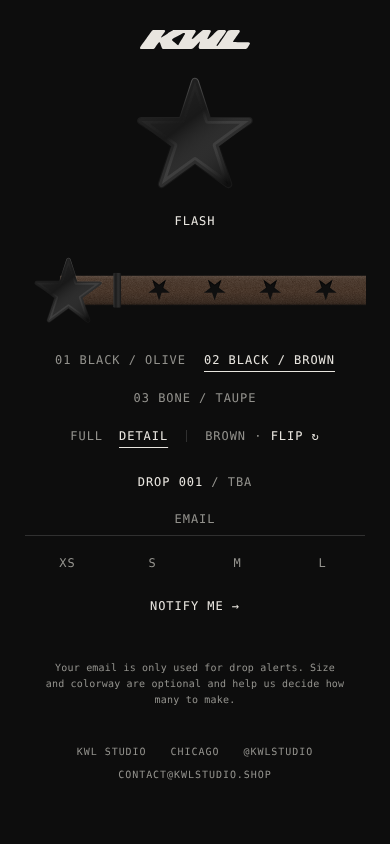 KWL
FLASH
01 BLACK / OLIVE 02 BLACK / BROWN
03 BONE / TAUPE
FULL DETAIL | BROWN · FLIP ↻
DROP 001 / TBA
EMAIL
XS S M L
NOTIFY ME →
Your email is only used for drop alerts. Size
and colorway are optional and help us decide how
many to make.
KWL STUDIO CHICAGO @KWLSTUDIO
CONTACT@KWLSTUDIO.SHOP